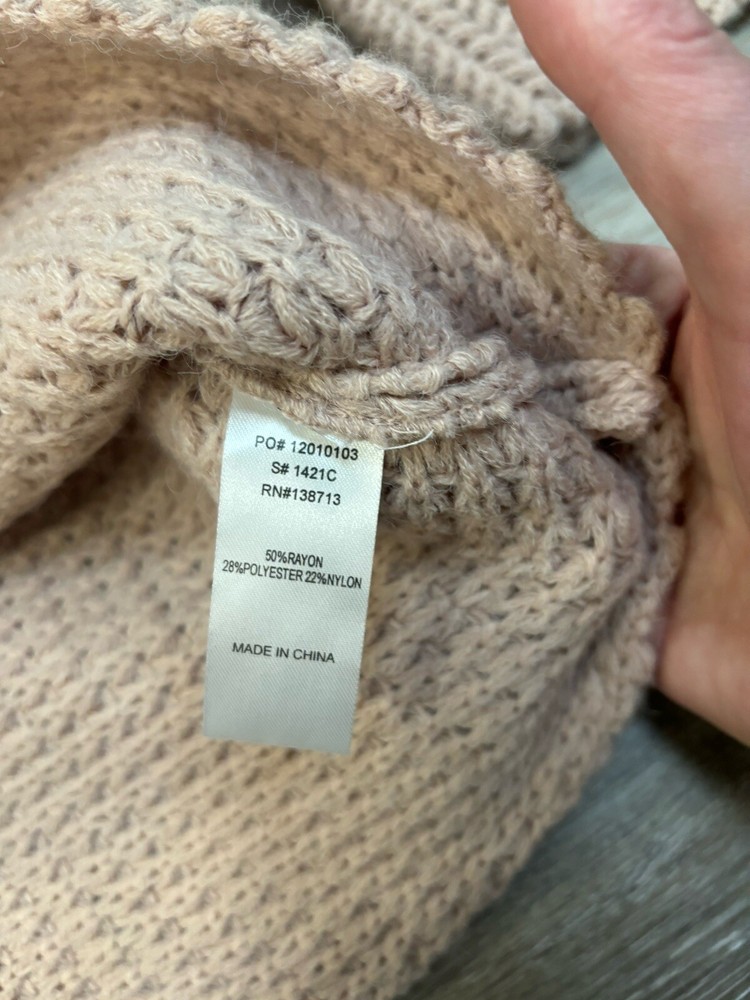 PO# 12010103
S# 1421C
RN#138713
50%RAYON
28%POLYESTER 22%NYLON
MADE IN CHINA